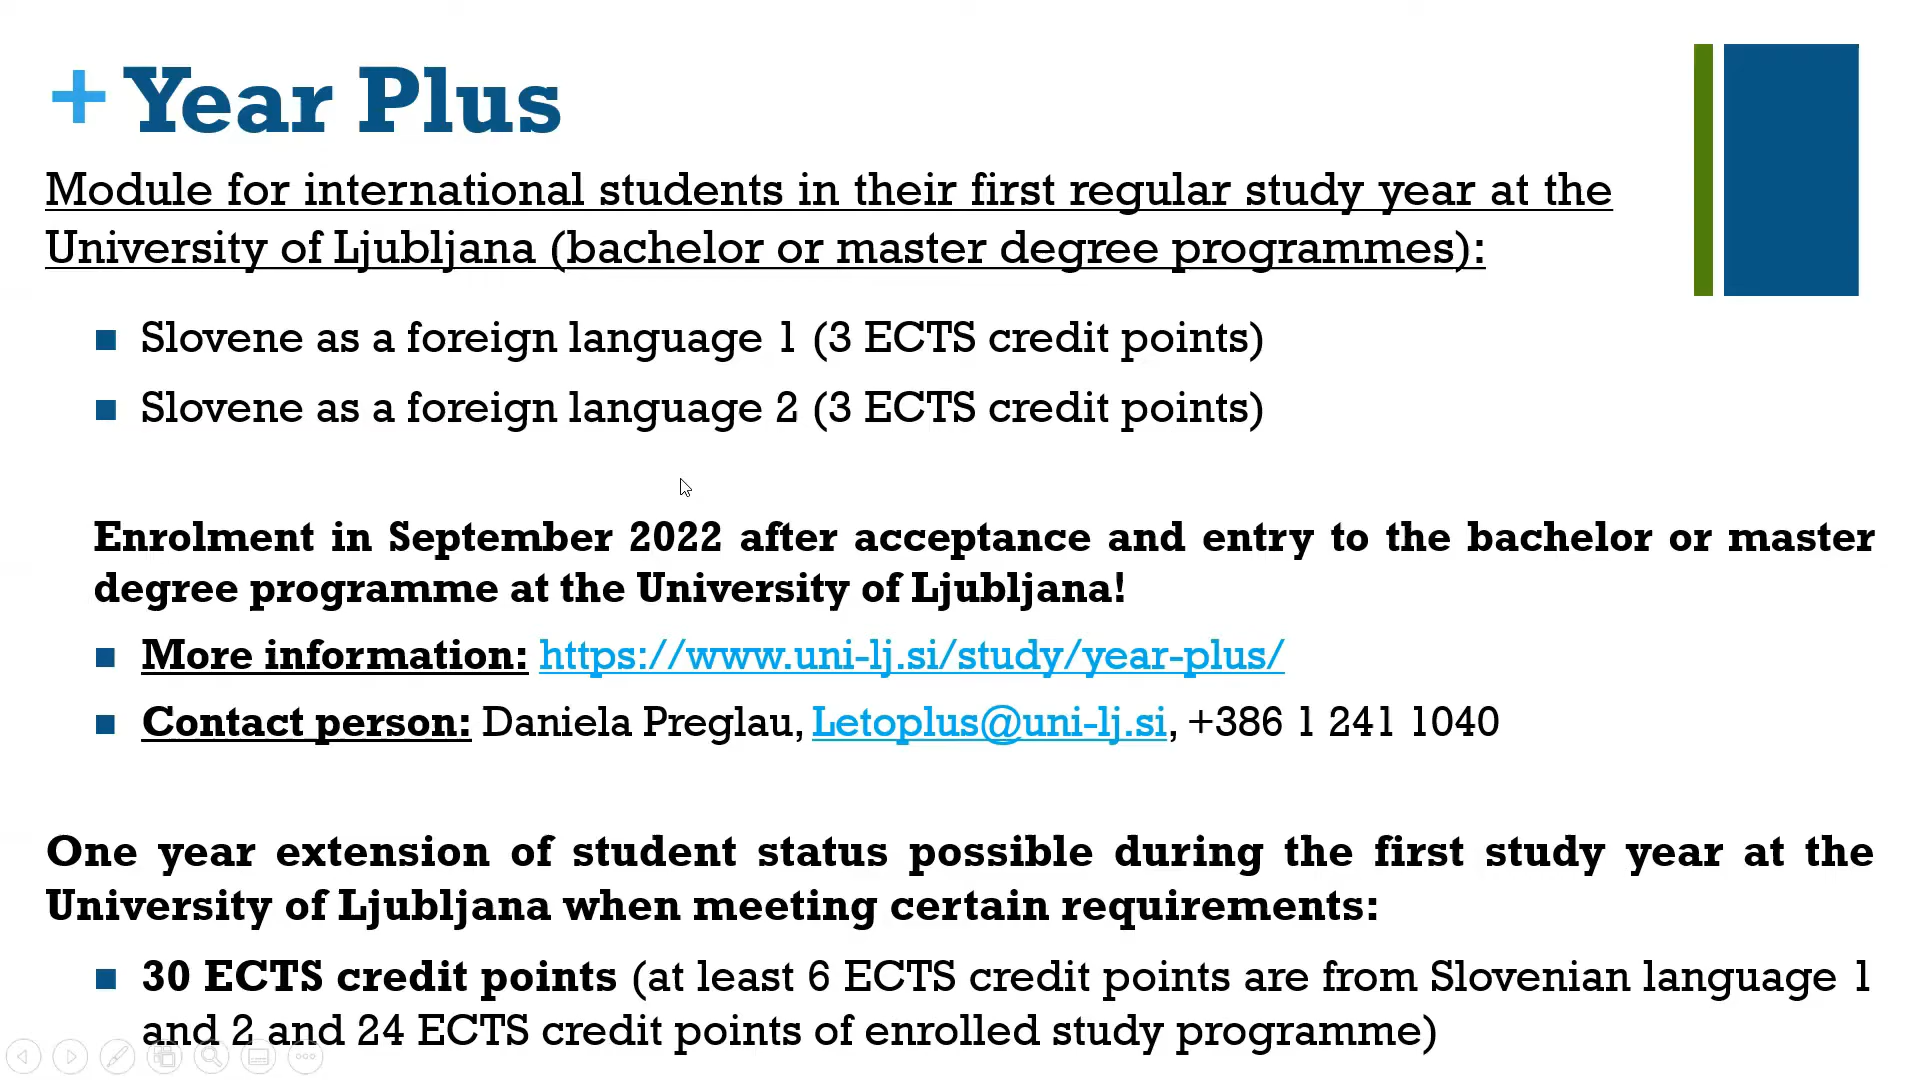 + Year Plus
Module for international students in their first regular study year at the
University of Ljubljana (bachelor or master degree programmes):
■ Slovene as a foreign language 1 (3 ECTS credit points)
■ Slovene as a foreign language 2 (3 ECTS credit points)
Enrolment in September 2022 after acceptance and entry to the bachelor or master
degree programme at the University of Ljubljana!
■ More information: https://www.uni-lj.si/study/year-plus/
■ Contact person: Daniela Preglau, Letoplus@uni-lj.si, +386 1 241 1040
One year extension of student status possible during the first study year at the
University of Ljubljana when meeting certain requirements:
■ 30 ECTS credit points (at least 6 ECTS credit points are from Slovenian language 1
and 2 and 24 ECTS credit points of enrolled study programme)